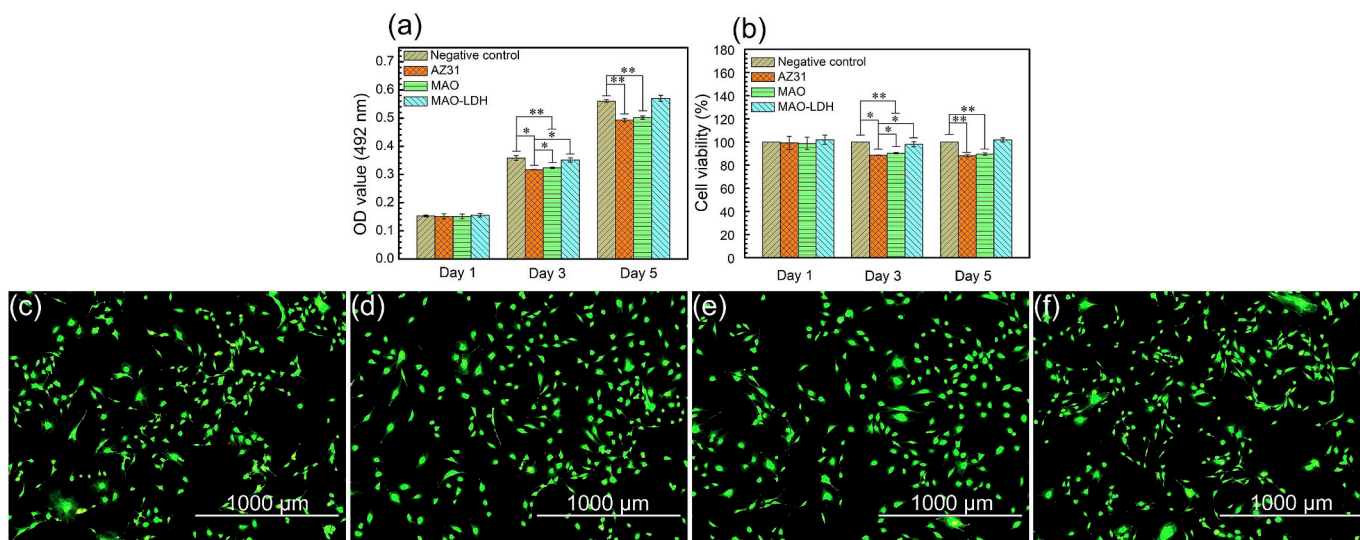 (a)
OD value (492 nm)
0.7
0.6
0.5
0.4
0.3
0.2
0.1
0.0
Negative control
AZ31
MAO
MAO-LDH
**
*
*
*
**
**
Day 1
Day 3
Day 5
(b)
Cell viability (%)
180
160
140
120
100
80
60
40
20
0
Negative control
AZ31
MAO
MAO-LDH
**
*
*
*
**
**
Day 1
Day 3
Day 5
(c)
1000 µm
(d)
1000 µm
(e)
1000 µm
(f)
1000 µm